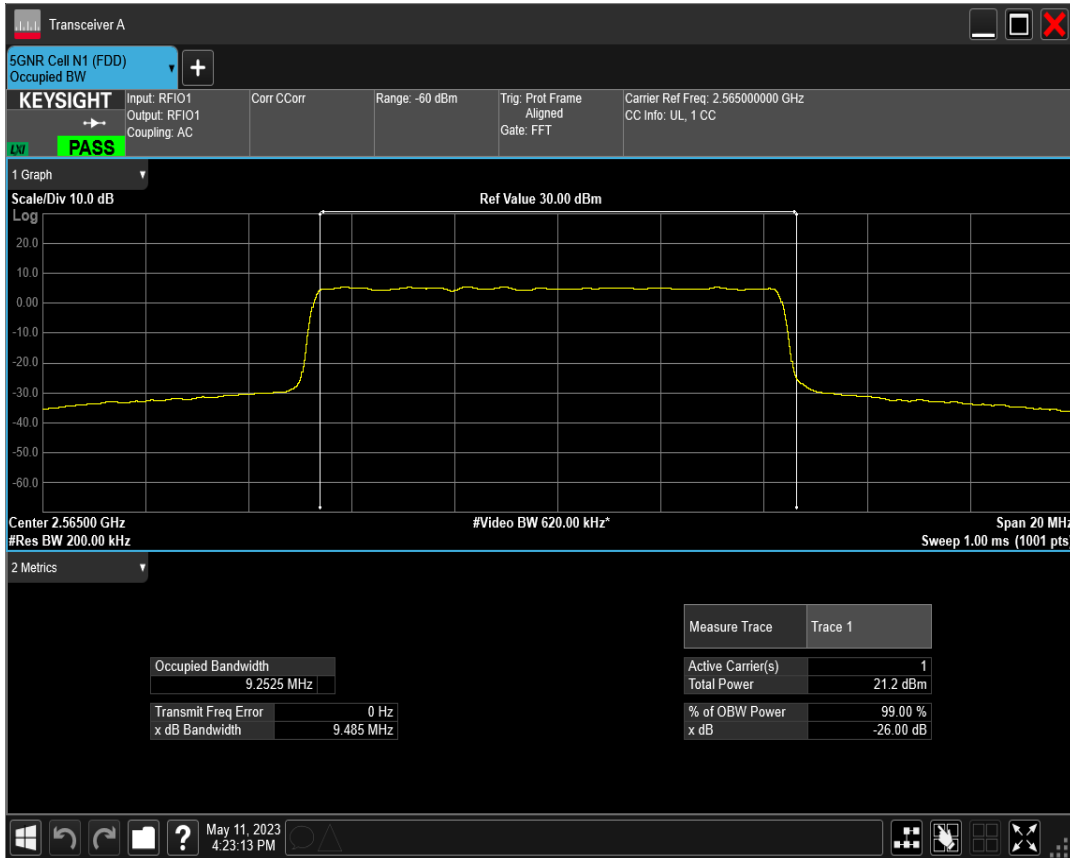 Transceiver A
5GNR Cell N1 (FDD)
Occupied BW
+
KEYSIGHT
LXI
PASS
Input: RFIO1
Output: RFIO1
Coupling: AC
Corr CCorr
Range: -60 dBm
Trig: Prot Frame
Aligned
Gate: FFT
Carrier Ref Freq: 2.565000000 GHz
CC Info: UL, 1 CC
1 Graph
Scale/Div 10.0 dB
Ref Value 30.00 dBm
Log
20.0
10.0
0.00
-10.0
-20.0
-30.0
-40.0
-50.0
-60.0
Center 2.56500 GHz
#Video BW 620.00 kHz*
Span 20 MHz
#Res BW 200.00 kHz
Sweep 1.00 ms (1001 pts)
2 Metrics
Measure Trace Trace 1
Occupied Bandwidth
9.2525 MHz
Active Carrier(s) 1
Total Power 21.2 dBm
Transmit Freq Error 0 Hz
x dB Bandwidth 9.485 MHz
% of OBW Power 99.00 %
x dB -26.00 dB
?
May 11, 2023
4:23:13 PM